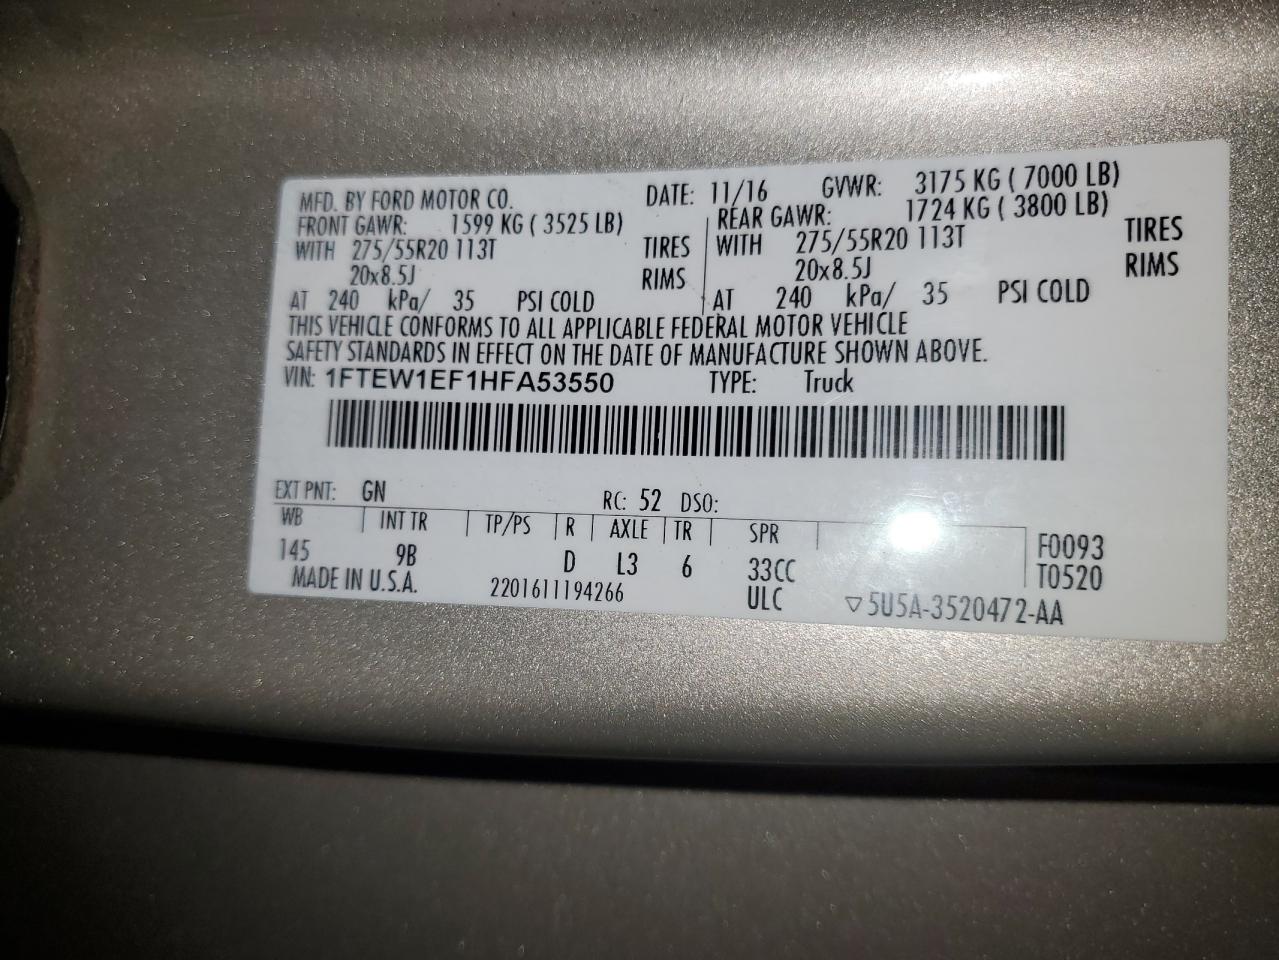 MFD. BY FORD MOTOR CO. DATE: 11/16 GVWR: 3175 KG ( 7000 LB)
FRONT GAWR: 1599 KG ( 3525 LB) REAR GAWR: 1724 KG ( 3800 LB)
WITH 275/55R20 113T TIRES WITH 275/55R20 113T TIRES
20x8.5J RIMS 20x8.5J RIMS
AT 240 kPa/ 35 PSI COLD AT 240 kPa/ 35 PSI COLD
THIS VEHICLE CONFORMS TO ALL APPLICABLE FEDERAL MOTOR VEHICLE
SAFETY STANDARDS IN EFFECT ON THE DATE OF MANUFACTURE SHOWN ABOVE.
VIN: 1FTEW1EF1HFA53550 TYPE: Truck
EXT PNT: GN RC: 52 DSO:
WB INT TR TP/PS R AXLE TR SPR
145 9B D L3 6 33CC F0093
MADE IN U.S.A. 2201611194266 ULC T0520
▽5U5A-3520472-AA